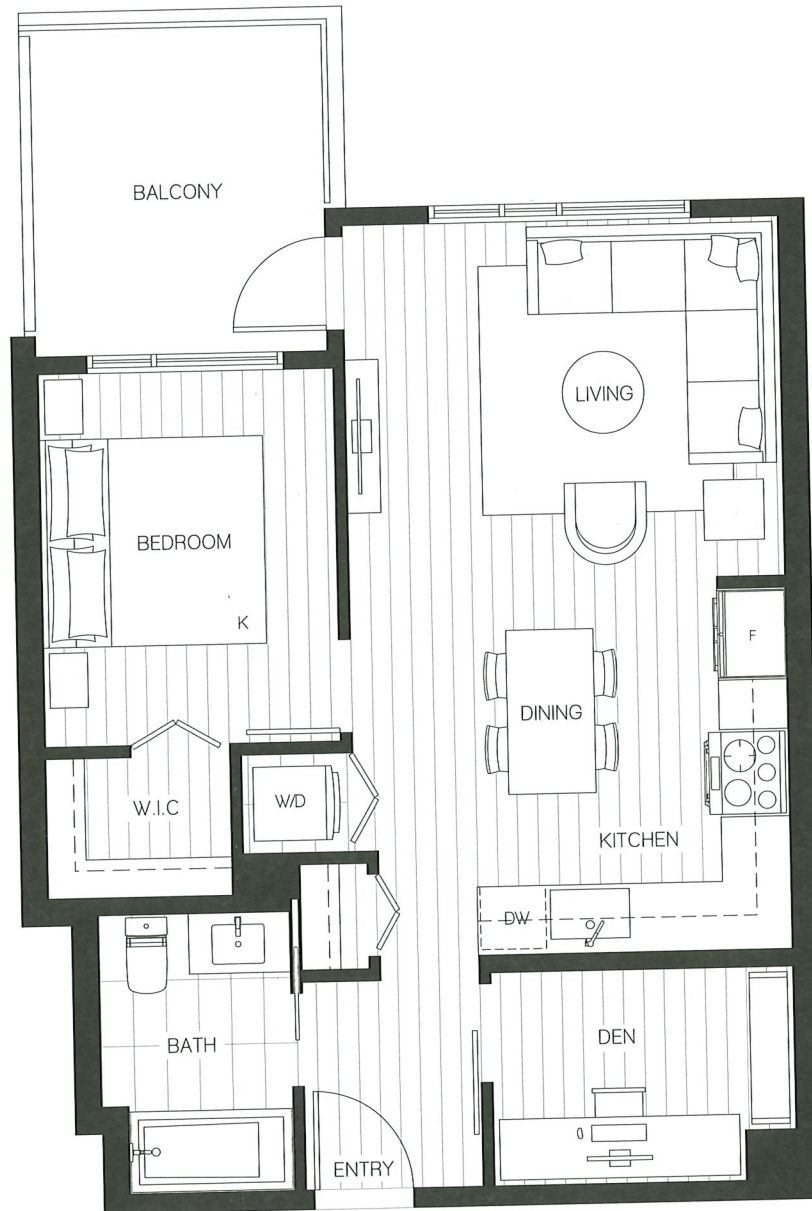 BALCONY
LIVING
BEDROOM
K
F
DINING
W.I.C
W/D
KITCHEN
DW
BATH
DEN
ENTRY